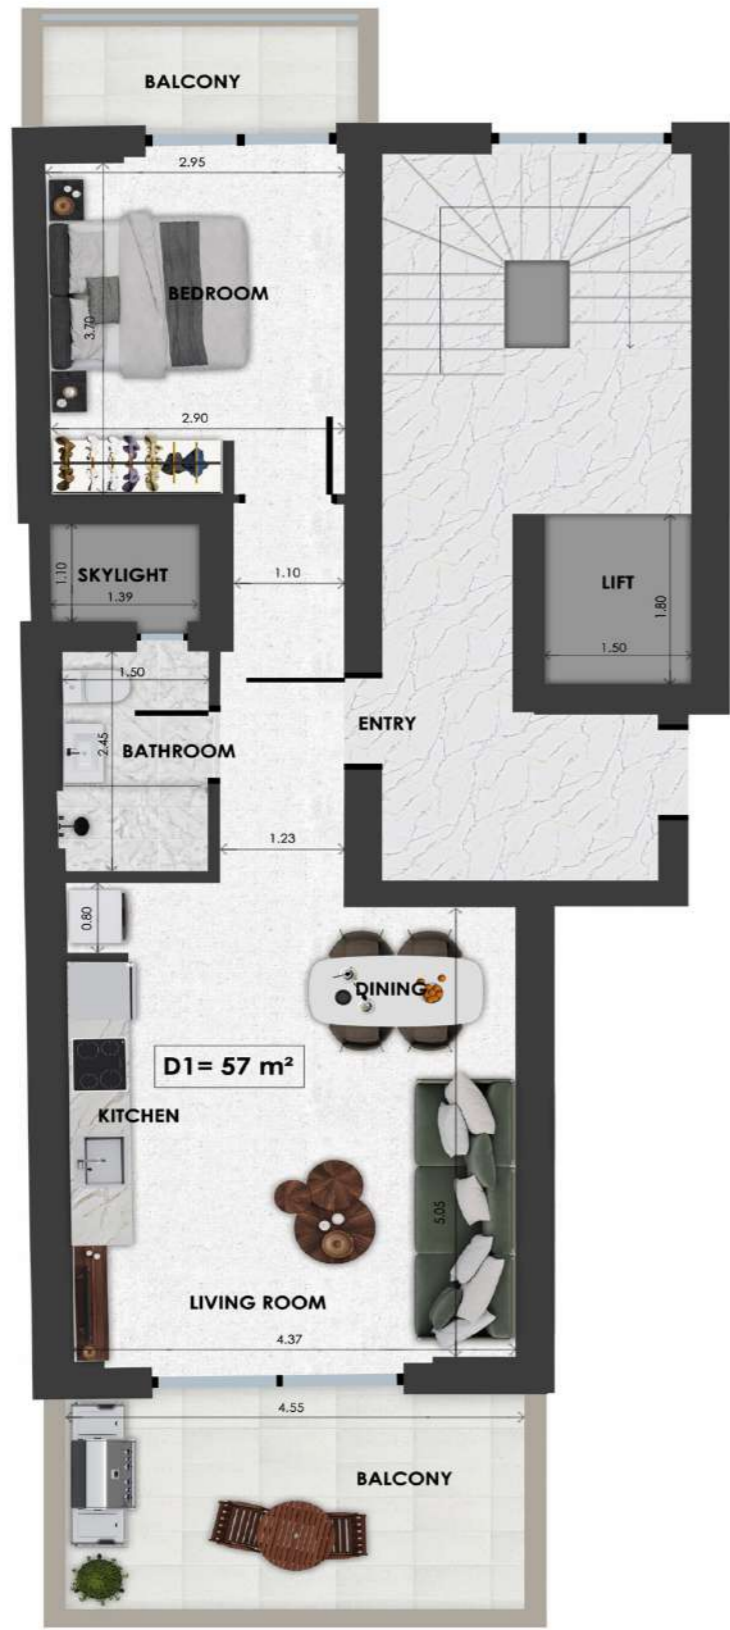 BALCONY
2.95
BEDROOM
3.70
2.90
SKYLIGHT
1.10
1.39
1.10
LIFT
1.80
1.50
1.50
ENTRY
BATHROOM
2.45
1.23
0.80
DINING
D1= 57 m²
KITCHEN
5.05
LIVING ROOM
4.37
4.55
BALCONY